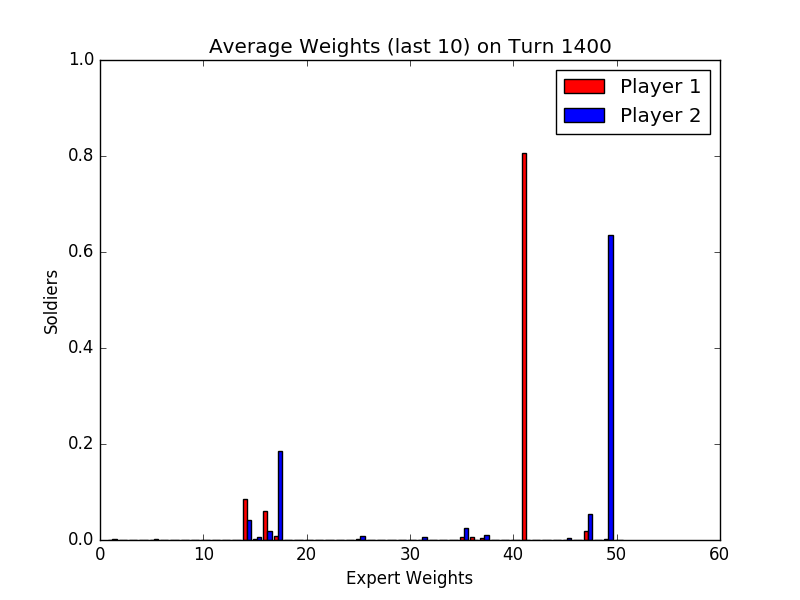 Average Weights (last 10) on Turn 1400
1.0
0.8
0.6
0.4
0.2
0.0
Soldiers
Player 1
Player 2
0 10 20 30 40 50 60
Expert Weights